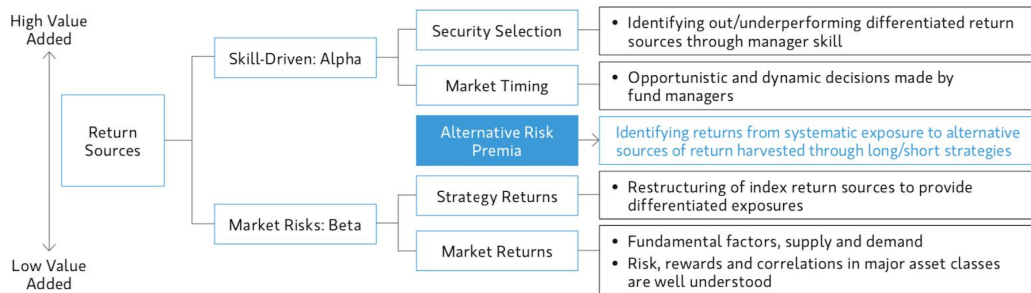 High Value
Added
Return
Sources
Low Value
Added
Skill-Driven: Alpha
Market Risks: Beta
Security Selection
• Identifying out/underperforming differentiated return
sources through manager skill
Market Timing
• Opportunistic and dynamic decisions made by
fund managers
Alternative Risk
Premia
Identifying returns from systematic exposure to alternative
sources of return harvested through long/short strategies
Strategy Returns
• Restructuring of index return sources to provide
differentiated exposures
Market Returns
• Fundamental factors, supply and demand
• Risk, rewards and correlations in major asset classes
are well understood